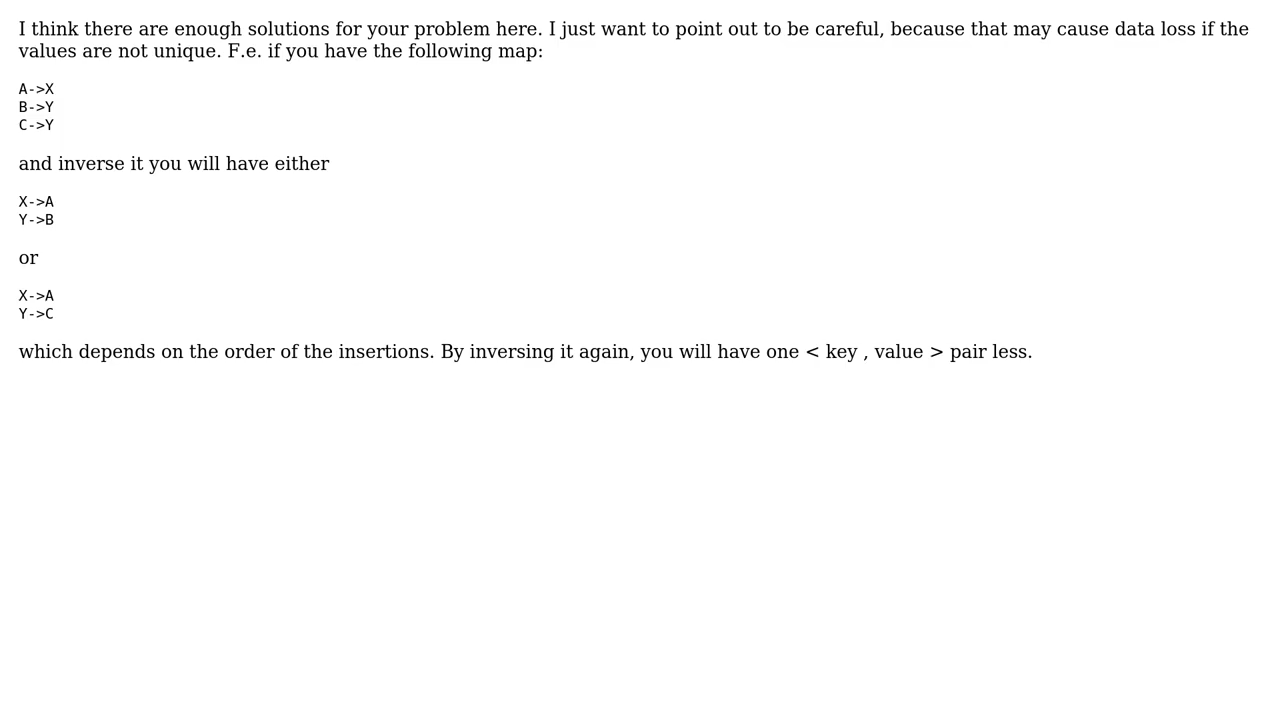 I think there are enough solutions for your problem here. I just want to point out to be careful, because that may cause data loss if the
values are not unique. F.e. if you have the following map:
A->X
B->Y
C->Y
and inverse it you will have either
X->A
Y->B
or
X->A
Y->C
which depends on the order of the insertions. By inversing it again, you will have one < key , value > pair less.